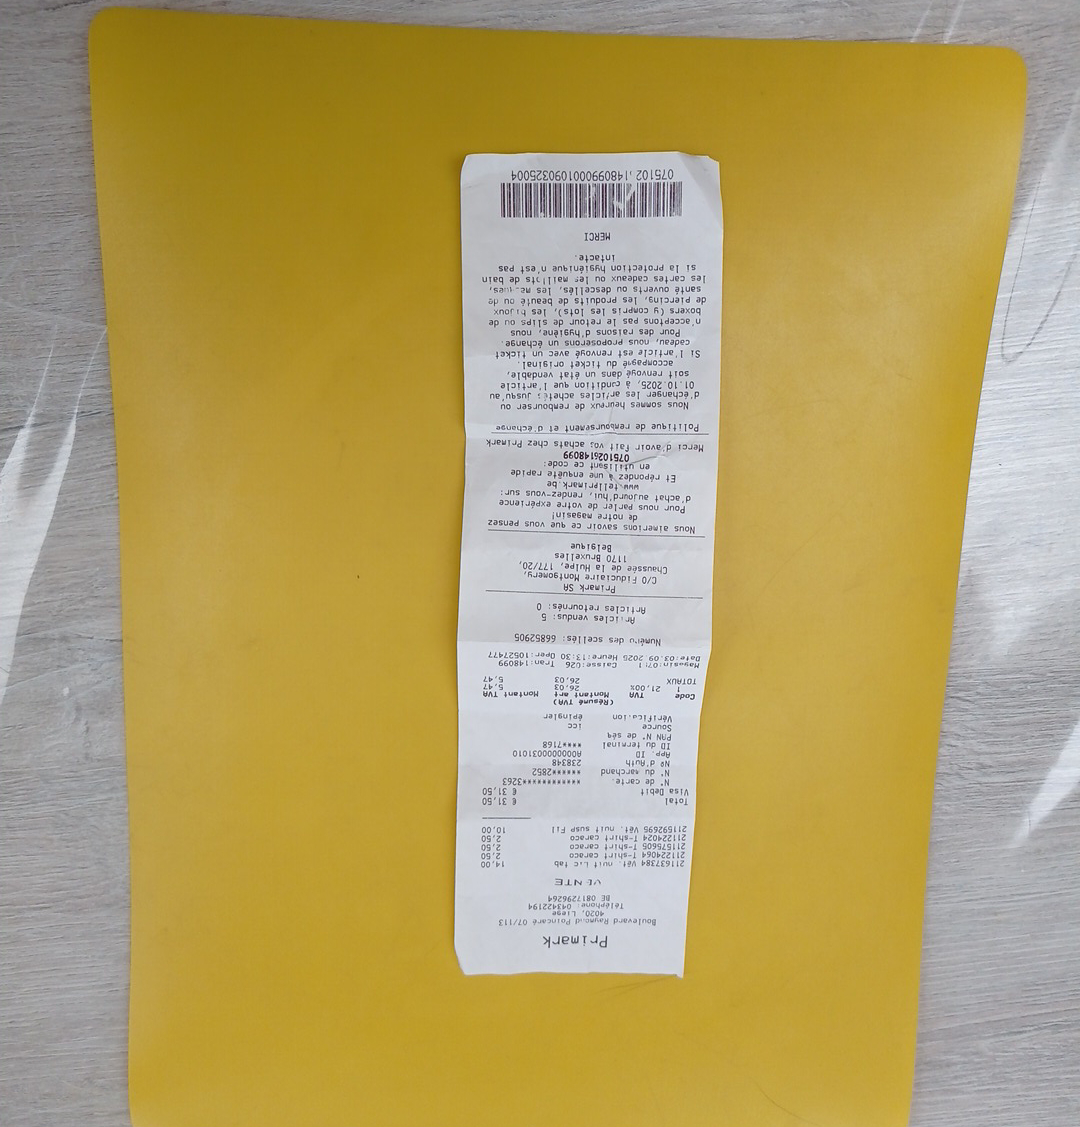 Primark
Boulevard Raymond Poincaré 07/113
4020, Liege
Téléphone: 043422194
BE 0817296264
VENTE
211637384 Vêt. nuit tab 14,00
211224064 T-shirt caraco 2,50
211575605 T-shirt caraco 2,50
211224024 T-shirt caraco 2,50
211592695 Vêt. nuit susp Fil 10,00
Total € 31,50
Visa Debit € 31,50
N° de carte. ************3263
N° du marchand ******2852
N° d'Auth 238348
App. ID. A0000000031010
ID du terminal ****7168
PAN N° de séq
Source icc
Vérification épingler
(Résumé TVA)
Code TVA Montant art Montant TVA
1 21,00% 26,03 5,47
TOTAUX 26,03 5,47
Magasin:0751 Caisse:026 Tran:148099
Date:03.09.2025 Heure:13:30 Oper:10527477
Numéro des scellés: 66852905
Articles vendus: 5
Articles retournés: 0
Primark SA
C/O Fiduciaire Montgomery,
Chaussée de la Hulpe, 177/20,
1170 Bruxelles
Belgique
Nous aimerions savoir ce que vous pensez
de notre magasin!
Pour nous parler de votre expérience
d'achat aujourd'hui, rendez-vous sur:
www.tellprimark.be
Et répondez à une enquête rapide
en utilisant ce code:
0751026148099
Merci d'avoir fait vos achats chez Primark
Politique de remboursement et d'échange
Nous sommes heureux de rembourser ou
d'échanger les articles achetés jusqu'au
01.10.2025, à condition que l'article
soit renvoyé dans un état vendable,
accompagné du ticket original.
Si l'article est renvoyé avec un ticket
cadeau, nous proposerons un échange.
Pour des raisons d'hygiène, nous
n'acceptons pas le retour de slips ou de
boxers (y compris les lots), les bijoux
de piercing, les produits de beauté ou de
santé ouverts ou descellés, les
les cartes cadeaux ou les maillots de bain
si la protection hygiénique n'est pas
intacte.
MERCI
075102614809900001090325004